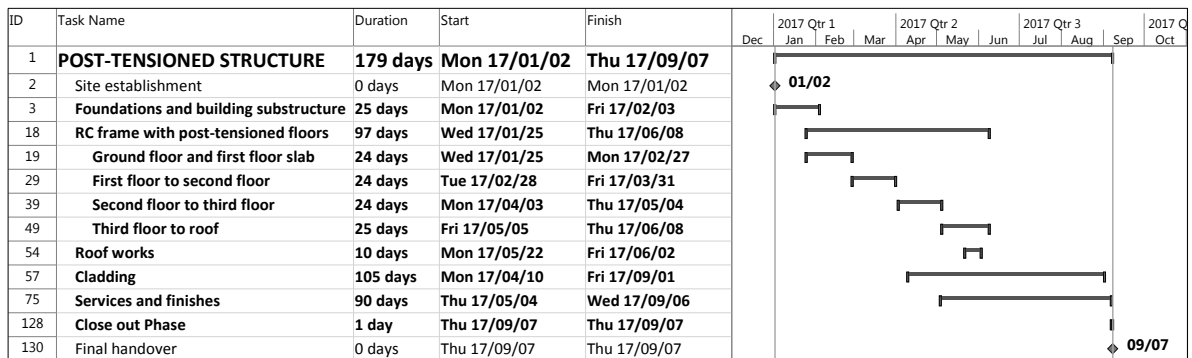 ID Task Name Duration Start Finish
2017 Qtr 1 2017 Qtr 2 2017 Qtr 3 2017 Q
Dec Jan Feb Mar Apr May Jun Jul Aug Sep Oct
1 POST-TENSIONED STRUCTURE 179 days Mon 17/01/02 Thu 17/09/07
2 Site establishment 0 days Mon 17/01/02 Mon 17/01/02 01/02
3 Foundations and building substructure 25 days Mon 17/01/02 Fri 17/02/03
18 RC frame with post-tensioned floors 97 days Wed 17/01/25 Thu 17/06/08
19 Ground floor and first floor slab 24 days Wed 17/01/25 Mon 17/02/27
29 First floor to second floor 24 days Tue 17/02/28 Fri 17/03/31
39 Second floor to third floor 24 days Mon 17/04/03 Thu 17/05/04
49 Third floor to roof 25 days Fri 17/05/05 Thu 17/06/08
54 Roof works 10 days Mon 17/05/22 Fri 17/06/02
57 Cladding 105 days Mon 17/04/10 Fri 17/09/01
75 Services and finishes 90 days Thu 17/05/04 Wed 17/09/06
128 Close out Phase 1 day Thu 17/09/07 Thu 17/09/07
130 Final handover 0 days Thu 17/09/07 Thu 17/09/07 09/07